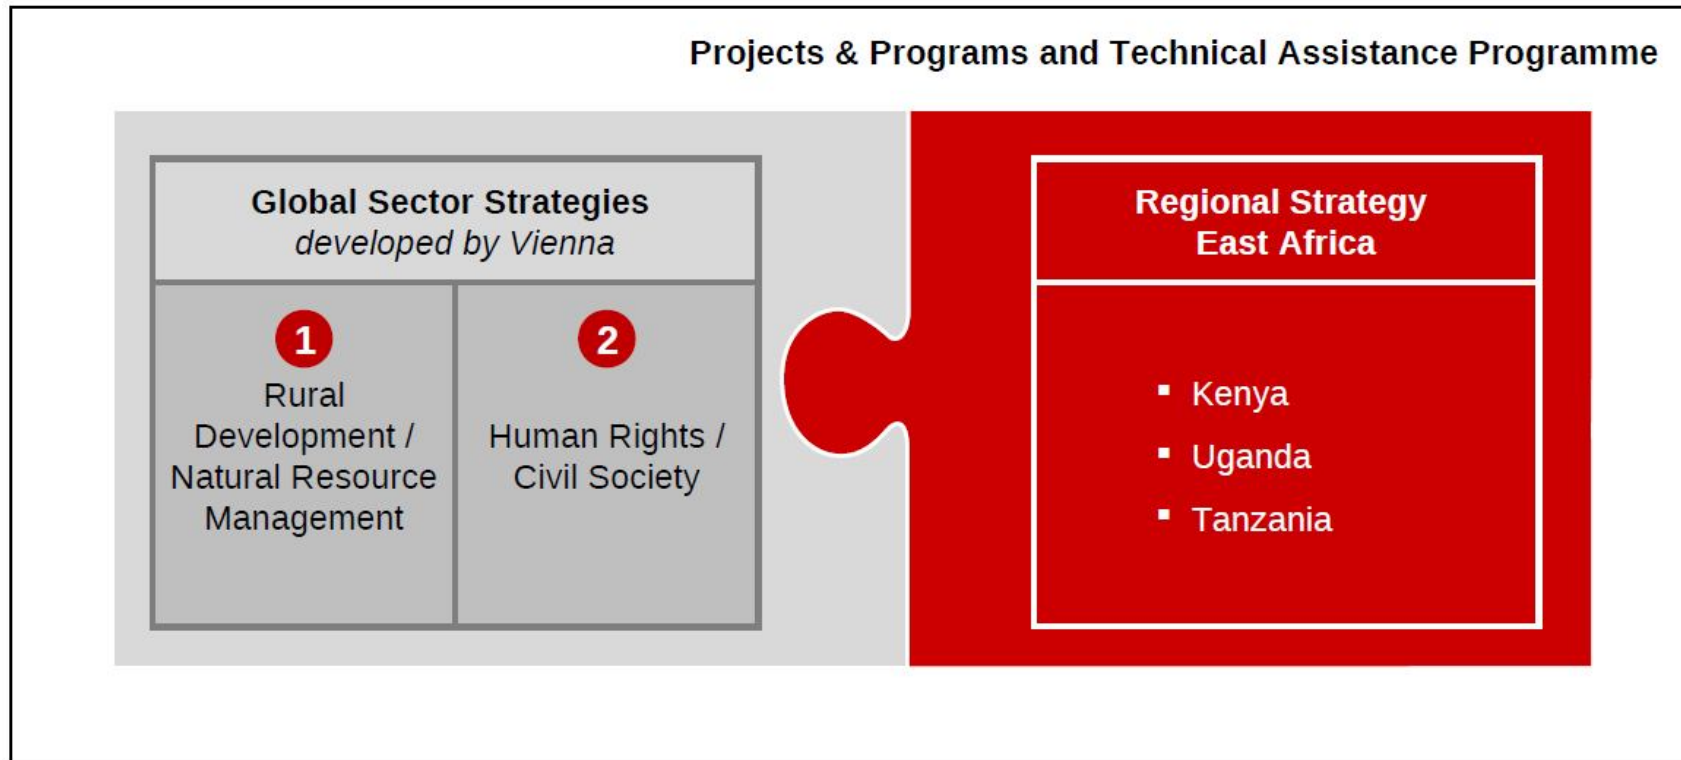 Projects & Programs and Technical Assistance Programme
Global Sector Strategies
developed by Vienna
1
Rural
Development /
Natural Resource
Management
2
Human Rights /
Civil Society
Regional Strategy
East Africa
▪ Kenya
▪ Uganda
▪ Tanzania